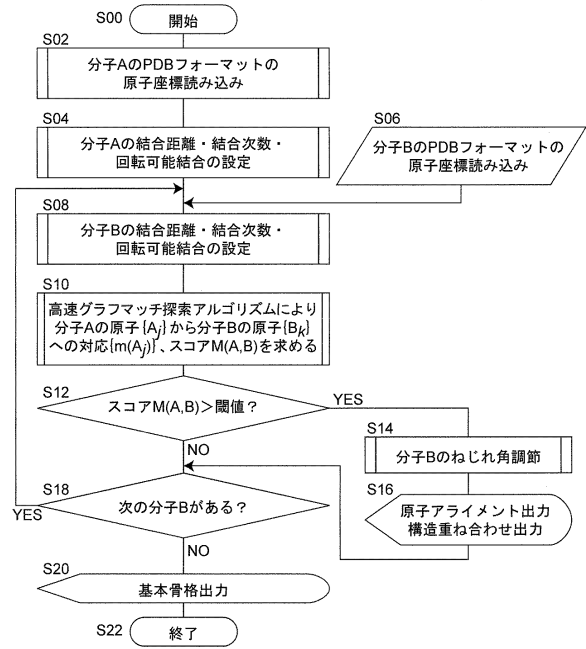 S00
開始
S02
分子AのPDBフォーマットの
原子座標読み込み
S04
分子Aの結合距離・結合次数・
回転可能結合の設定
S06
分子BのPDBフォーマットの
原子座標読み込み
S08
分子Bの結合距離・結合次数・
回転可能結合の設定
S10
高速グラフマッチ探索アルゴリズムにより
分子Aの原子{Aj}から分子Bの原子{Bk}
への対応{m(Aj)}、スコアM(A,B)を求める
S12
スコアM(A,B)>閾値?
YES
NO
S14
分子Bのねじれ角調節
S16
原子アライメント出力
構造重ね合わせ出力
S18
次の分子Bがある?
YES
NO
S20
基本骨格出力
S22
終了